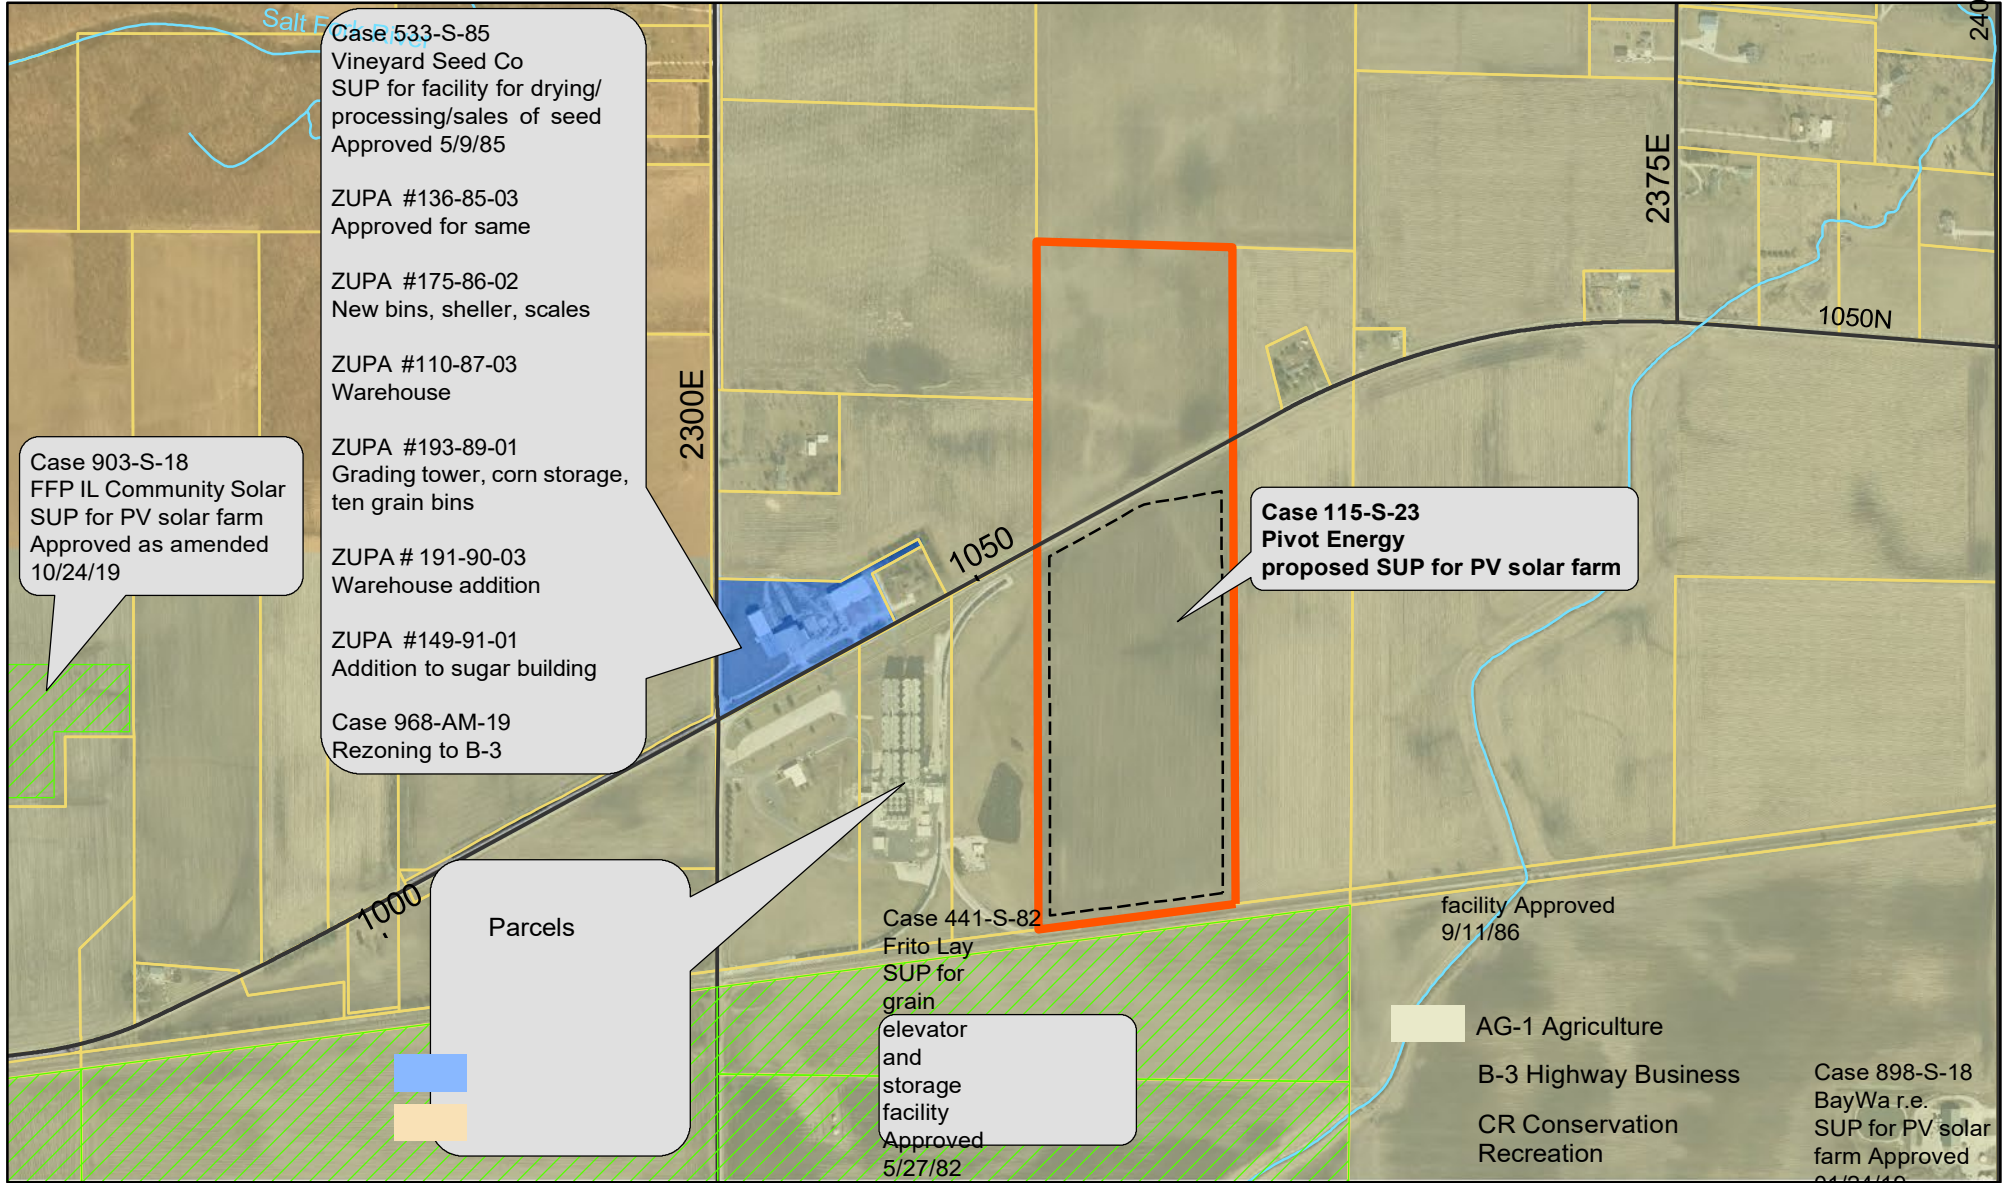 Salt Fork River
Case 533-S-85
Vineyard Seed Co
SUP for facility for drying/
processing/sales of seed
Approved 5/9/85
ZUPA #136-85-03
Approved for same
ZUPA #175-86-02
New bins, sheller, scales
ZUPA #110-87-03
Warehouse
ZUPA #193-89-01
Grading tower, corn storage,
ten grain bins
ZUPA # 191-90-03
Warehouse addition
ZUPA #149-91-01
Addition to sugar building
Case 968-AM-19
Rezoning to B-3
Case 903-S-18
FFP IL Community Solar
SUP for PV solar farm
Approved as amended
10/24/19
2300E
2375E
240
1050N
1050
1000
Case 115-S-23
Pivot Energy
proposed SUP for PV solar farm
Parcels
Case 441-S-82
Frito Lay
SUP for
grain
elevator
and
storage
facility
Approved
5/27/82
facility Approved
9/11/86
AG-1 Agriculture
B-3 Highway Business
CR Conservation
Recreation
Case 898-S-18
BayWa r.e.
SUP for PV solar
farm Approved